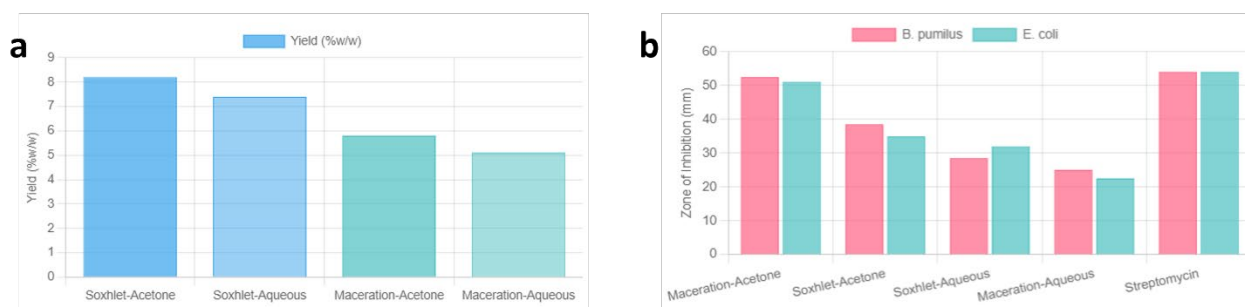 a
Yield (%w/w)
Yield (%w/w)
9
8
7
6
5
4
3
2
1
0
Soxhlet-Acetone Soxhlet-Aqueous Maceration-Acetone Maceration-Aqueous
b
B. pumilus E. coli
Zone of Inhibition (mm)
60
50
40
30
20
10
0
Maceration-Acetone Soxhlet-Acetone Soxhlet-Aqueous Maceration-Aqueous Streptomycin